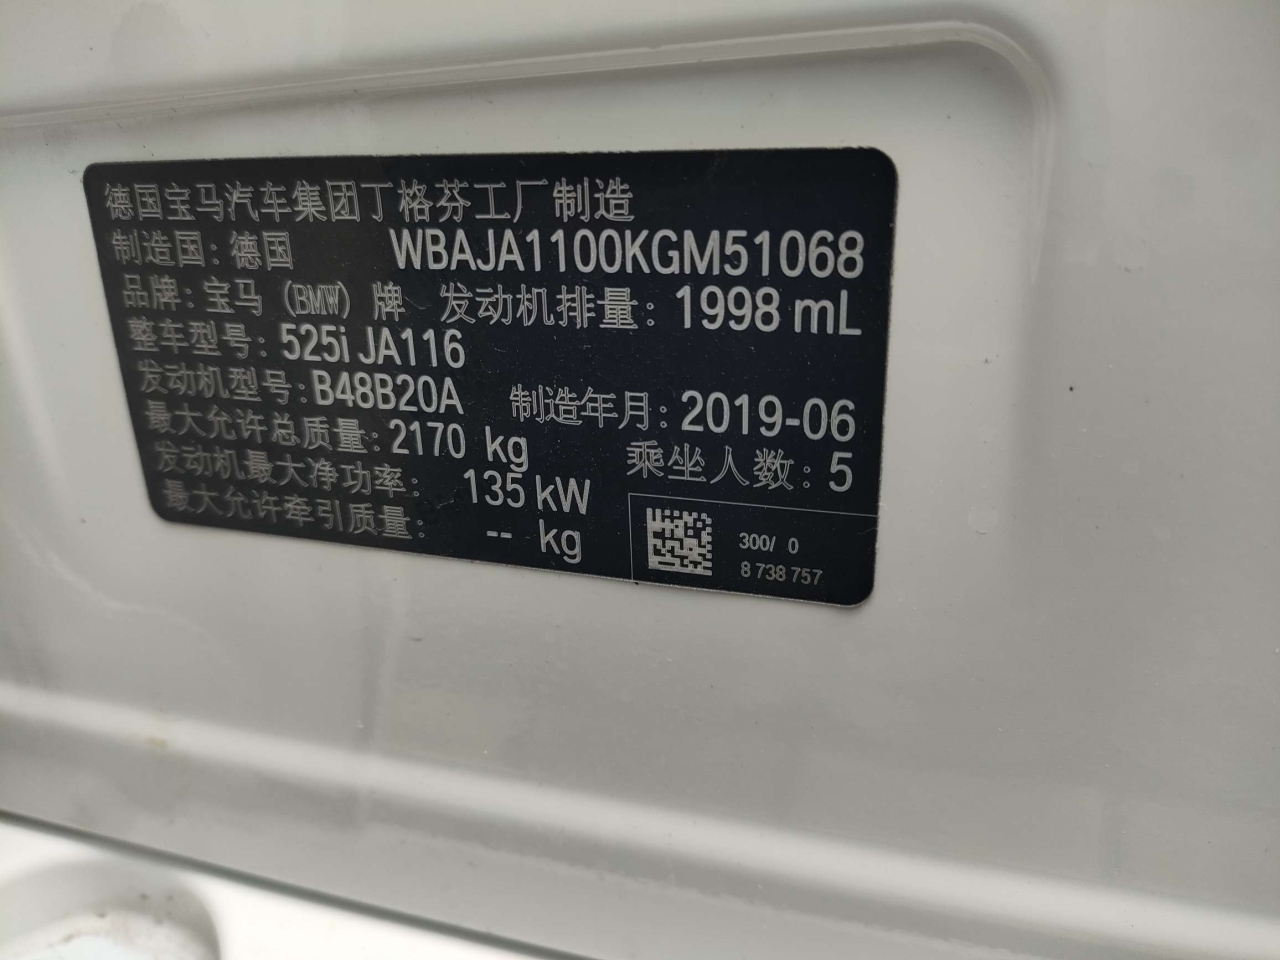 德国宝马汽车集团丁格芬工厂制造
制造国：德国 WBAJA1100KGM51068
品牌：宝马（BMW）牌 发动机排量：1998 mL
整车型号：525i JA116
发动机型号：B48B20A 制造年月：2019-06
最大允许总质量：2170 kg 乘坐人数：5
发动机最大净功率：135 kW
最大允许牵引质量：-- kg
300/ 0
8 738 757